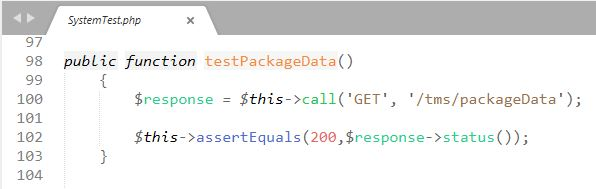 SystemTest.php
97
98 public function testPackageData()
99 {
100 $response = $this->call('GET', '/tms/packageData');
101
102 $this->assertEquals(200,$response->status());
103 }
104